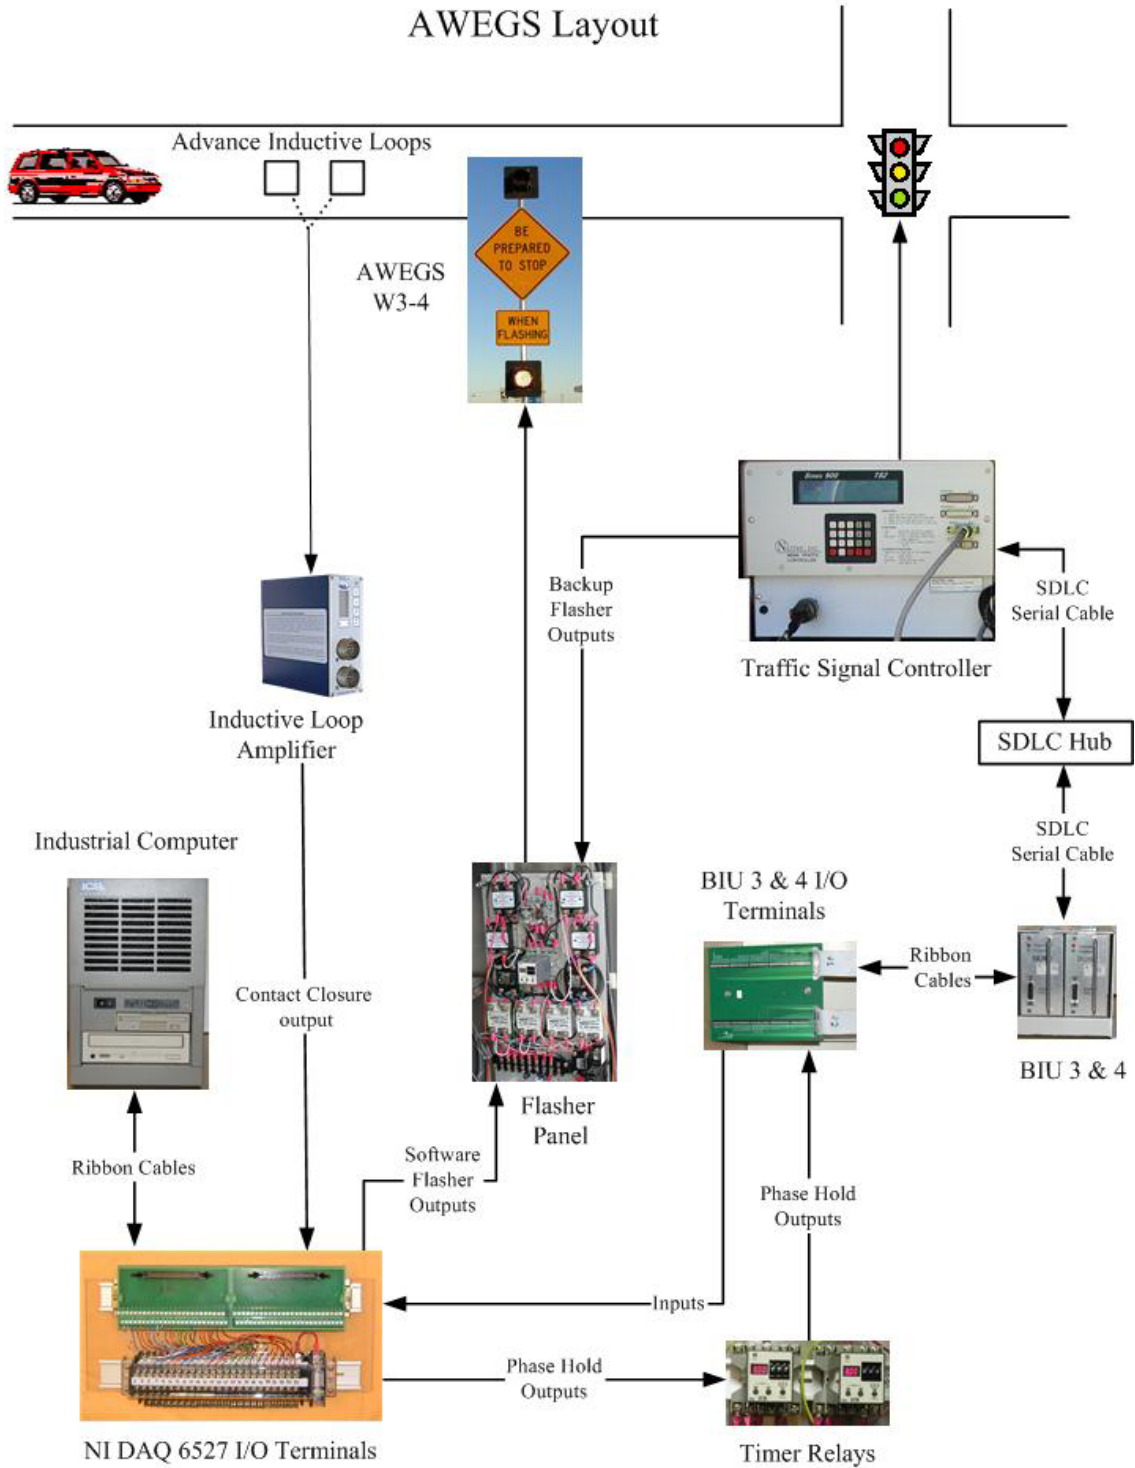 AWEGS Layout
Advance Inductive Loops
BE
PREPARED
TO STOP
WHEN
FLASHING
AWEGS
W3-4
Backup
Flasher
Outputs
SDLC
Serial Cable
Traffic Signal Controller
SDLC Hub
Inductive Loop
Amplifier
SDLC
Serial Cable
Industrial Computer
BIU 3 & 4 I/O
Terminals
Ribbon
Cables
Contact Closure
output
BIU 3 & 4
Flasher
Panel
Ribbon Cables
Software
Flasher
Outputs
Phase Hold
Outputs
Inputs
Phase Hold
Outputs
NI DAQ 6527 I/O Terminals
Timer Relays